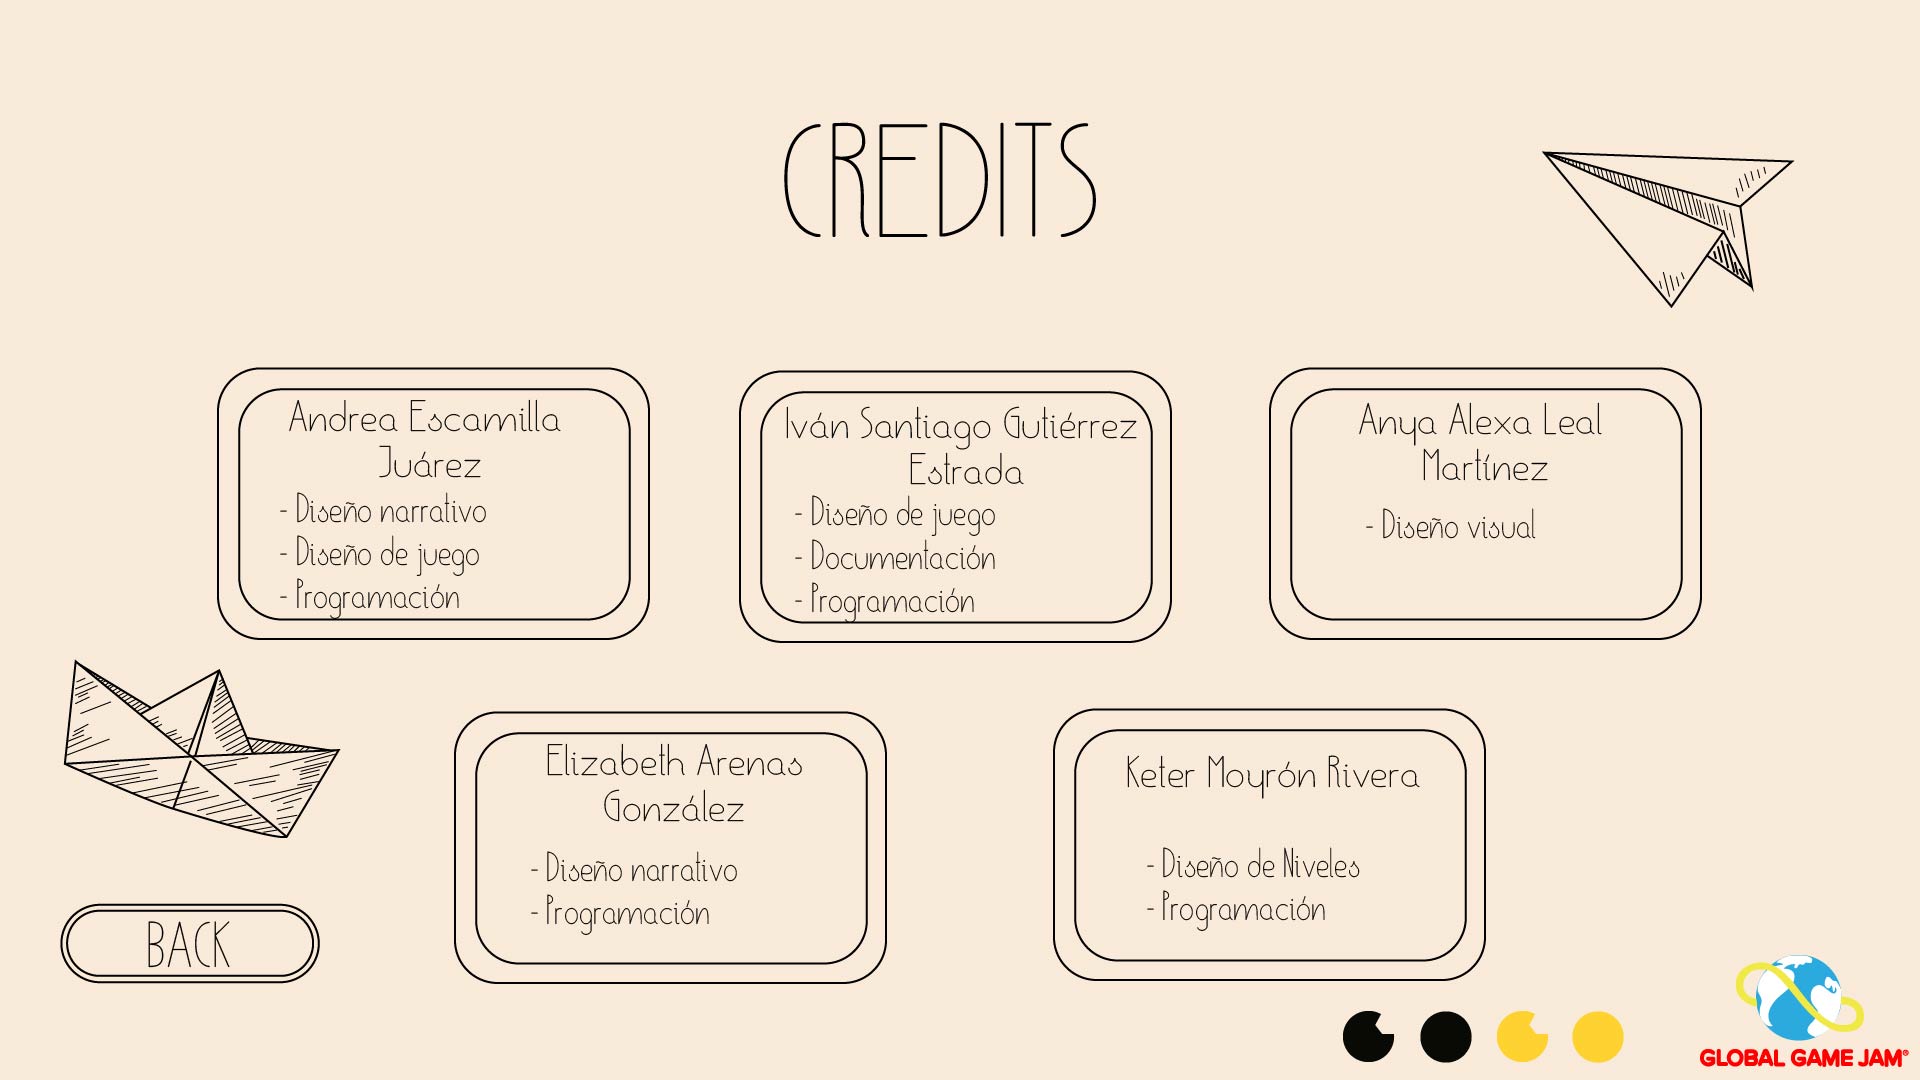 CREDITS
Andrea Escamilla
Juárez
- Diseño narrativo
- Diseño de juego
- Programación
Iván Santiago Gutiérrez
Estrada
- Diseño de juego
- Documentación
- Programación
Anya Alexa Leal
Martínez
- Diseño visual
Elizabeth Arenas
González
- Diseño narrativo
- Programación
Keter Moyrón Rivera
- Diseño de Niveles
- Programación
BACK
GLOBAL GAME JAM®